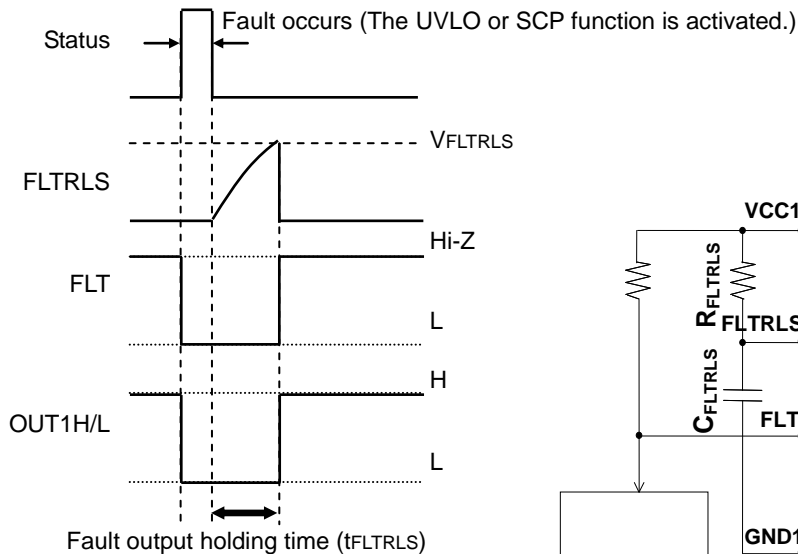 Fault occurs (The UVLO or SCP function is activated.)
Status
VFLTRLS
FLTRLS
Hi-Z
FLT
L
H
OUT1H/L
L
Fault output holding time (tFLTRLS)
VCC1
RFLTRLS
FLTRLS
CFLTRLS
FLT
GND1